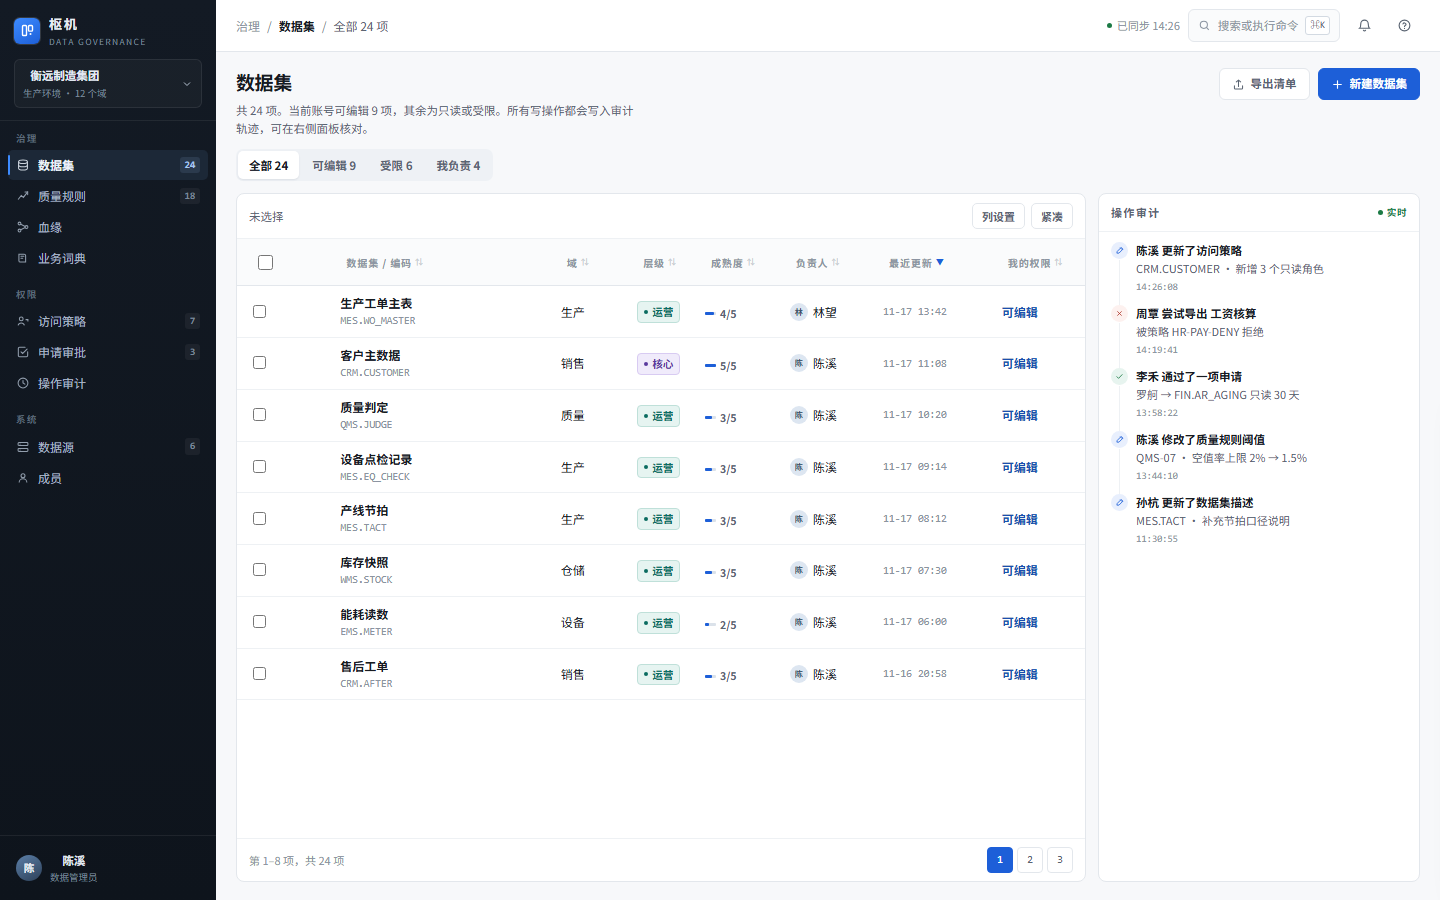 枢机
DATA GOVERNANCE
衡远制造集团
生产环境 · 12 个域
治理
数据集 24
质量规则 18
血缘
业务词典
权限
访问策略 7
申请审批 3
操作审计
系统
数据源 6
成员
陈
陈溪
数据管理员
治理 / 数据集 / 全部 24 项
已同步 14:26
搜索或执行命令 ⌘K
数据集
共 24 项。当前账号可编辑 9 项，其余为只读或受限。所有写操作都会写入审计
轨迹，可在右侧面板核对。
导出清单
新建数据集
全部 24 可编辑 9 受限 6 我负责 4
未选择
列设置 紧凑
数据集 / 编码 域 层级 成熟度 负责人 最近更新 我的权限
生产工单主表
MES.WO_MASTER
生产 运营 4/5 林 林望 11-17 13:42 可编辑
客户主数据
CRM.CUSTOMER
销售 核心 5/5 陈 陈溪 11-17 11:08 可编辑
质量判定
QMS.JUDGE
质量 运营 3/5 陈 陈溪 11-17 10:20 可编辑
设备点检记录
MES.EQ_CHECK
生产 运营 3/5 陈 陈溪 11-17 09:14 可编辑
产线节拍
MES.TACT
生产 运营 3/5 陈 陈溪 11-17 08:12 可编辑
库存快照
WMS.STOCK
仓储 运营 3/5 陈 陈溪 11-17 07:30 可编辑
能耗读数
EMS.METER
设备 运营 2/5 陈 陈溪 11-17 06:00 可编辑
售后工单
CRM.AFTER
销售 运营 3/5 陈 陈溪 11-16 20:58 可编辑
第 1–8 项，共 24 项
1 2 3
操作审计
实时
陈溪 更新了访问策略
CRM.CUSTOMER · 新增 3 个只读角色
14:26:08
周覃 尝试导出 工资核算
被策略 HR-PAY-DENY 拒绝
14:19:41
李禾 通过了一项申请
罗舸 → FIN.AR_AGING 只读 30 天
13:58:22
陈溪 修改了质量规则阈值
QMS-07 · 空值率上限 2% → 1.5%
13:44:10
孙杭 更新了数据集描述
MES.TACT · 补充节拍口径说明
11:30:55